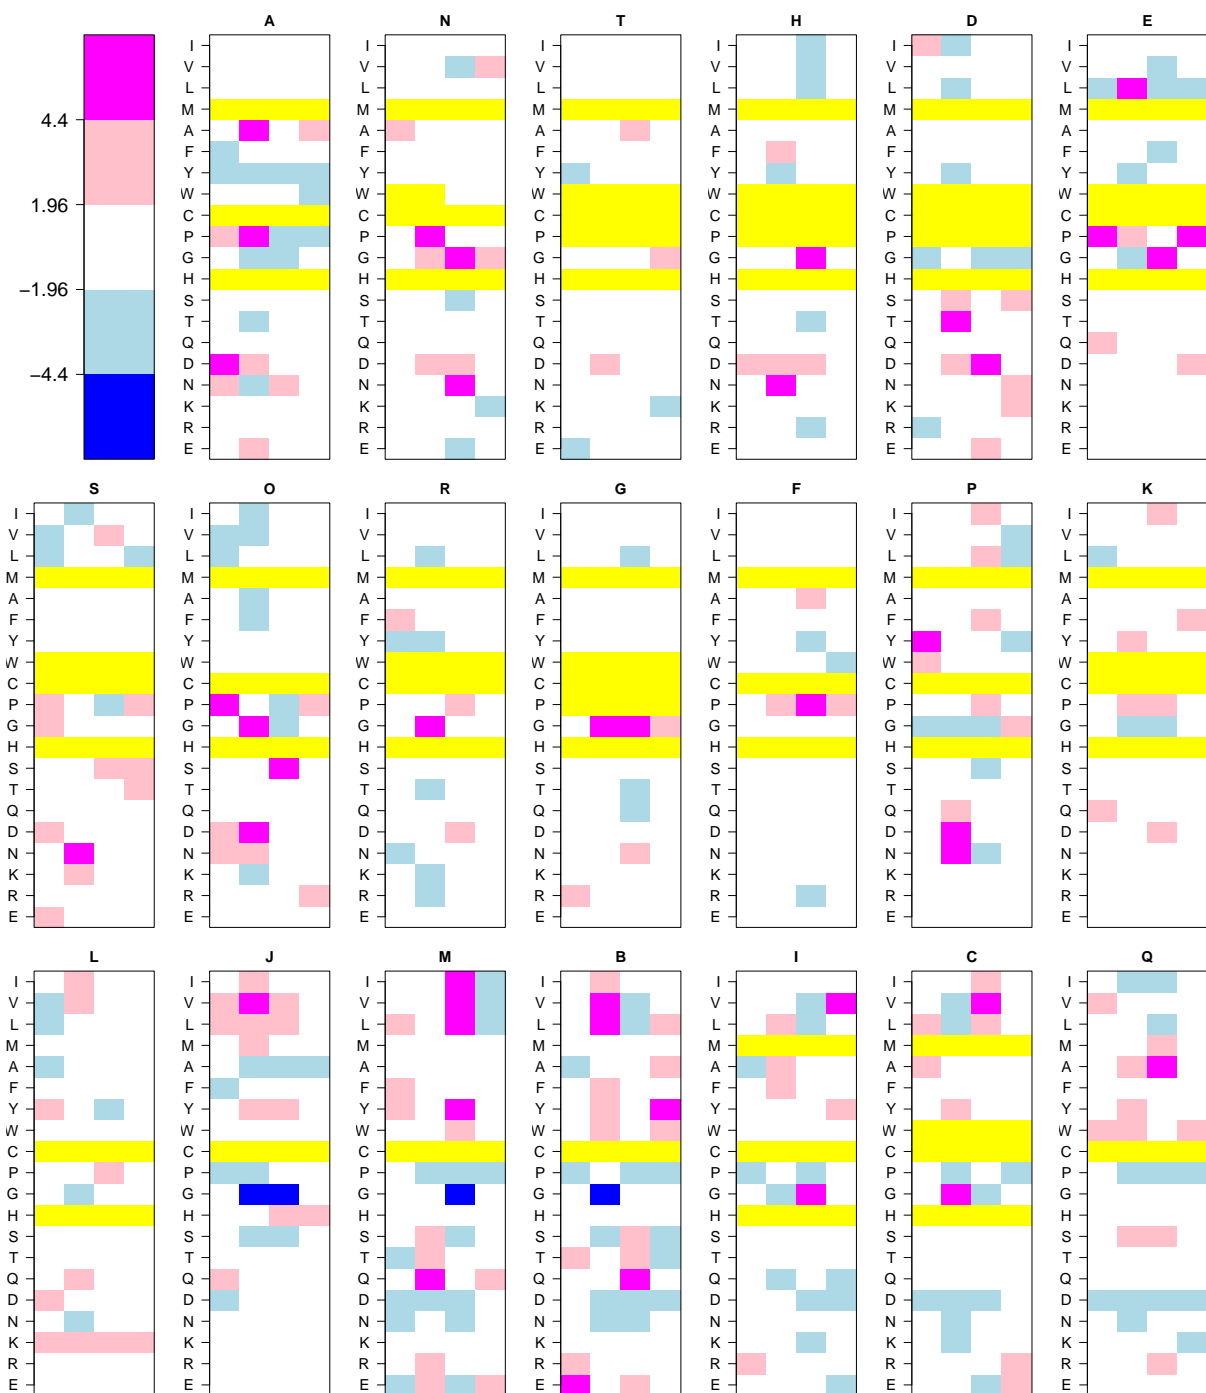 A N T H D E
4.4
1.96
−1.96
−4.4
I I I I I I
V V V V V V
L L L L L L
M M M M M M
A A A A A A
F F F F F F
Y Y Y Y Y Y
W W W W W W
C C C C C C
P P P P P P
G G G G G G
H H H H H H
S S S S S S
T T T T T T
Q Q Q Q Q Q
D D D D D D
N N N N N N
K K K K K K
R R R R R R
E E E E E E
S O R G F P K
I I I I I I I
V V V V V V V
L L L L L L L
M M M M M M M
A A A A A A A
F F F F F F F
Y Y Y Y Y Y Y
W W W W W W W
C C C C C C C
P P P P P P P
G G G G G G G
H H H H H H H
S S S S S S S
T T T T T T T
Q Q Q Q Q Q Q
D D D D D D D
N N N N N N N
K K K K K K K
R R R R R R R
E E E E E E E
L J M B I C Q
I I I I I I I
V V V V V V V
L L L L L L L
M M M M M M M
A A A A A A A
F F F F F F F
Y Y Y Y Y Y Y
W W W W W W W
C C C C C C C
P P P P P P P
G G G G G G G
H H H H H H H
S S S S S S S
T T T T T T T
Q Q Q Q Q Q Q
D D D D D D D
N N N N N N N
K K K K K K K
R R R R R R R
E E E E E E E